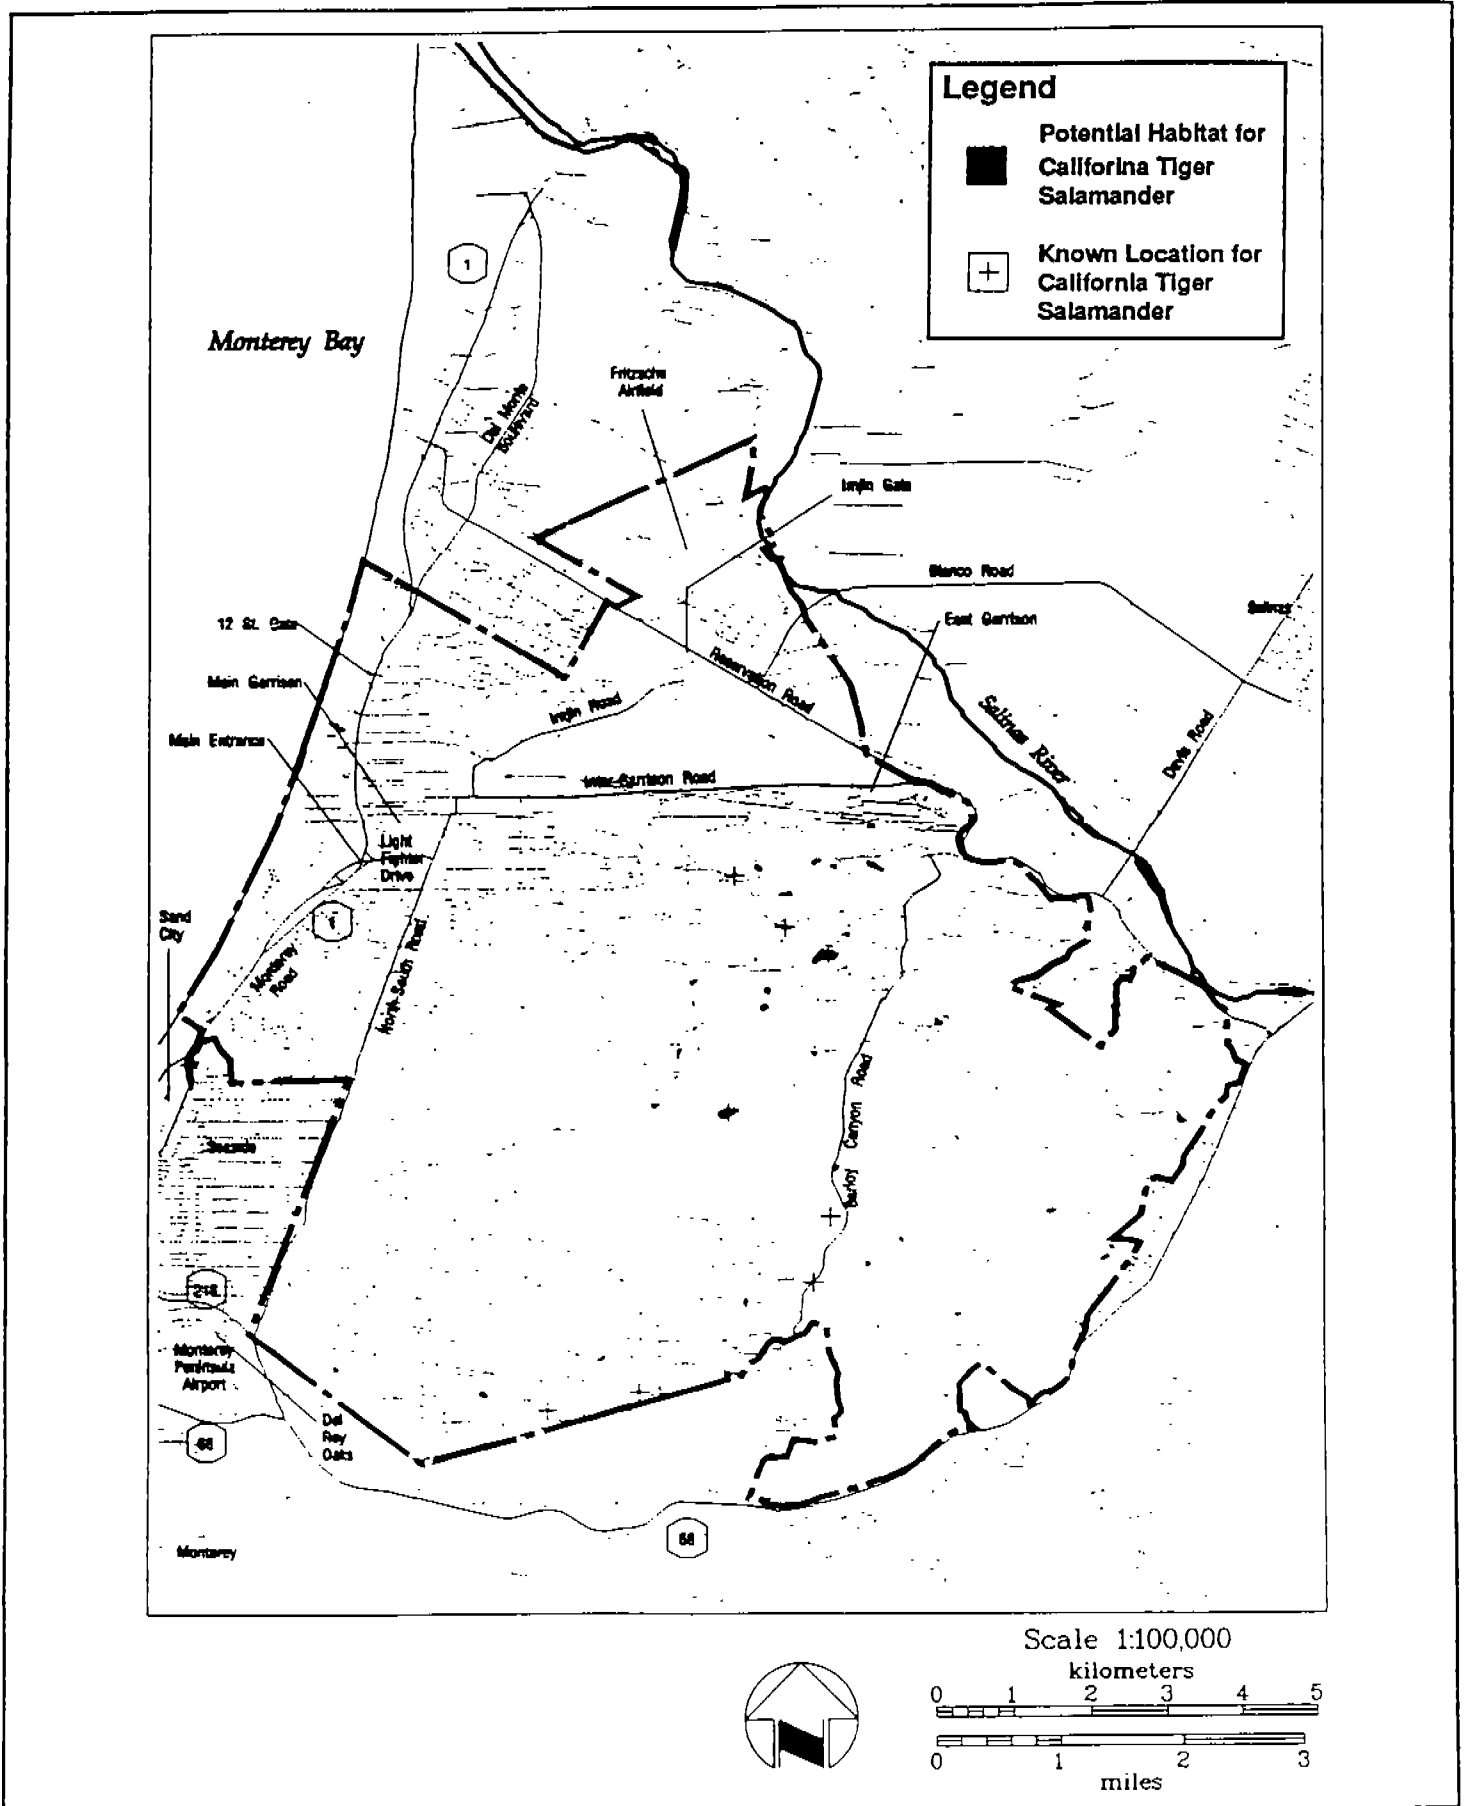 Legend
Potential Habitat for
Califorina Tiger
Salamander
Known Location for
California Tiger
Salamander
1
Monterey Bay
Fritzsche
Airfield
Del Monte
Boulevard
Imjin Gate
Blanco Road
Salinas
12 St. Gate
East Garrison
Main Garrison
Reservation Road
Imjin Road
Salinas River
Davis Road
Main Entrance
Inter-Garrison Road
Light
Fighter
Drive
Sand
City
1
Monterey
Road
North-South Road
Barloy Canyon Road
Seaside
218
Monterey
Peninsula
Airport
Del
Rey
Oaks
68
68
Monterey
Scale 1:100,000
kilometers
0 1 2 3 4 5
0 1 2 3
miles